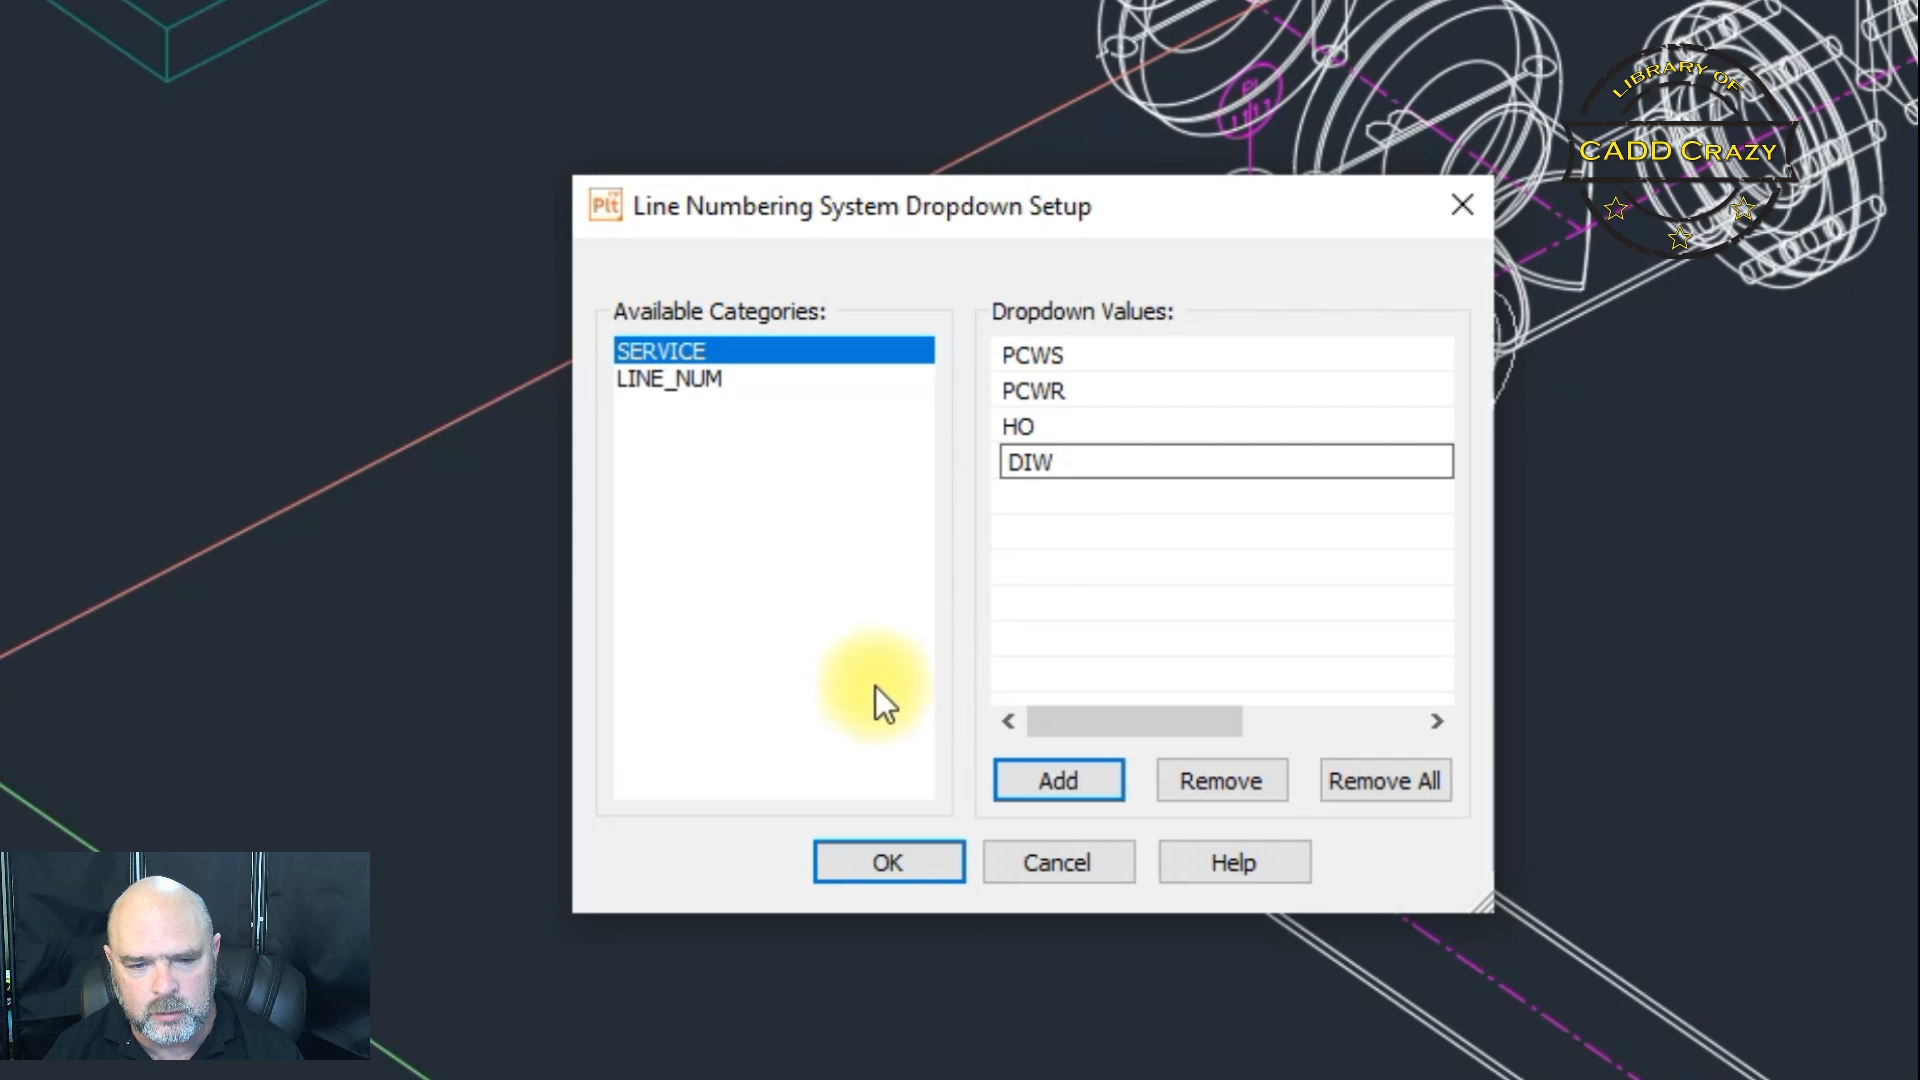 LIBRARY OF
CADD CRAZY
Plt
Line Numbering System Dropdown Setup
Available Categories:
SERVICE
LINE_NUM
Dropdown Values:
PCWS
PCWR
HO
DIW
Add
Remove
Remove All
OK
Cancel
Help